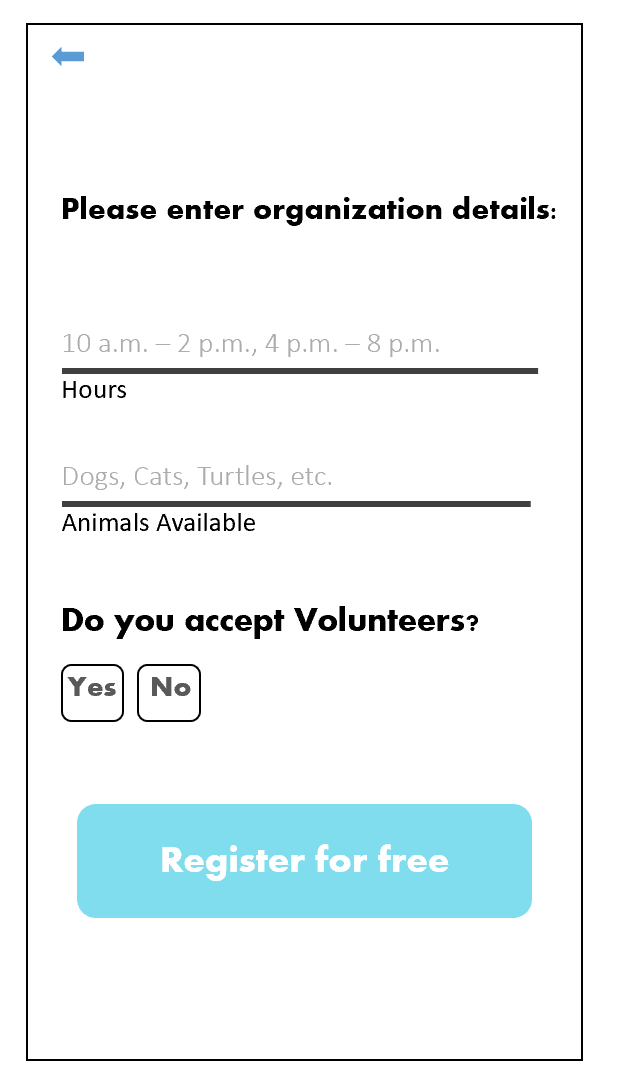 Please enter organization details:
10 a.m. – 2 p.m., 4 p.m. – 8 p.m.
Hours
Dogs, Cats, Turtles, etc.
Animals Available
Do you accept Volunteers?
Yes No
Register for free